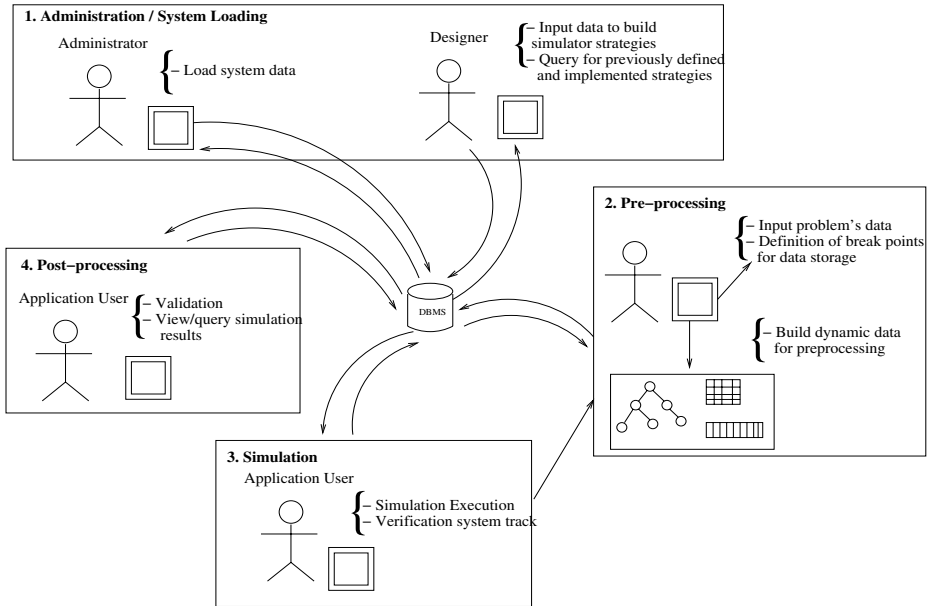 1. Administration / System Loading
Administrator
– Load system data
Designer
– Input data to build
simulator strategies
– Query for previously defined
and implemented strategies
2. Pre–processing
– Input problem's data
– Definition of break points
for data storage
– Build dynamic data
for preprocessing
4. Post–processing
Application User
– Validation
– View/query simulation
results
DBMS
3. Simulation
Application User
– Simulation Execution
– Verification system track